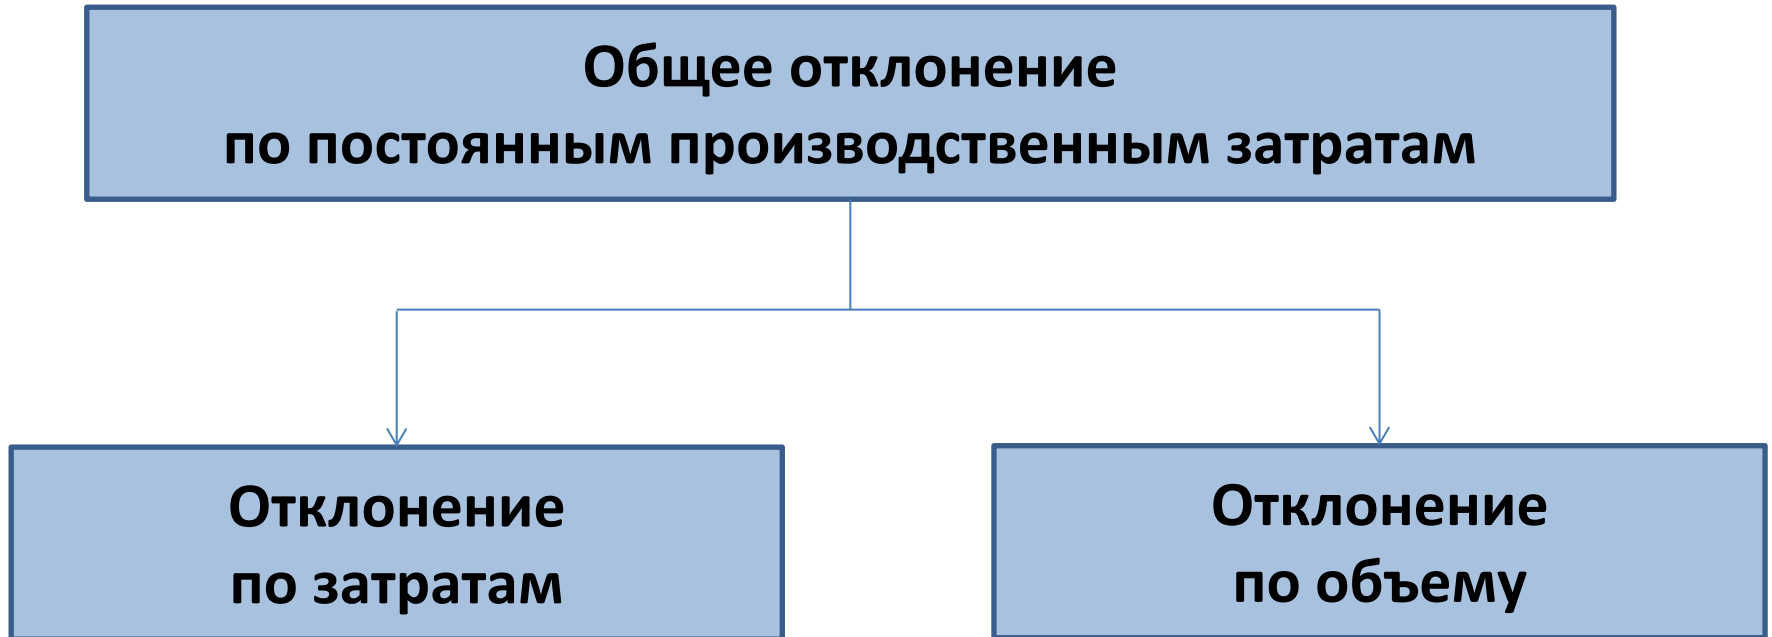 Общее отклонение
по постоянным производственным затратам
Отклонение
по затратам
Отклонение
по объему